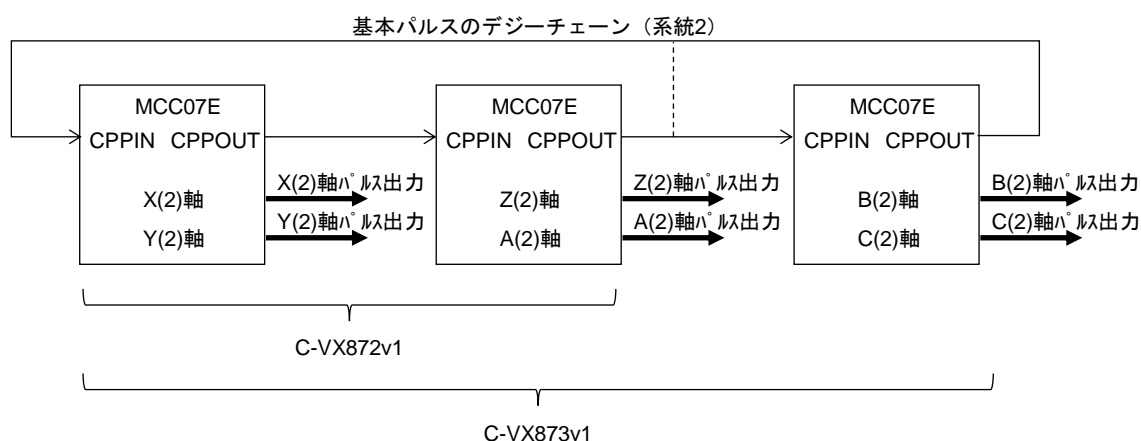 基本パルスのデジーチェーン（系統2）
MCC07E
CPPIN CPPOUT
X(2)軸
Y(2)軸
X(2)軸ﾊﾟﾙｽ出力
Y(2)軸ﾊﾟﾙｽ出力
MCC07E
CPPIN CPPOUT
Z(2)軸
A(2)軸
Z(2)軸ﾊﾟﾙｽ出力
A(2)軸ﾊﾟﾙｽ出力
MCC07E
CPPIN CPPOUT
B(2)軸
C(2)軸
B(2)軸ﾊﾟﾙｽ出力
C(2)軸ﾊﾟﾙｽ出力
C-VX872v1
C-VX873v1